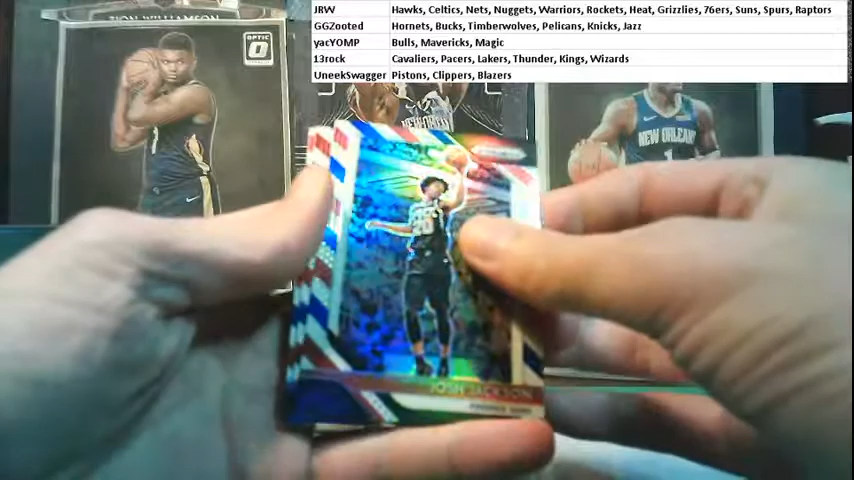 JRW Hawks, Celtics, Nets, Nuggets, Warriors, Rockets, Heat, Grizzlies, 76ers, Suns, Spurs, Raptors
GGZooted Hornets, Bucks, Timberwolves, Pelicans, Knicks, Jazz
yacYOMP Bulls, Mavericks, Magic
13rock Cavaliers, Pacers, Lakers, Thunder, Kings, Wizards
UneekSwagger Pistons, Clippers, Blazers
ZION WILLIAMSON
OPTIC
NEW ORLEANS
1
20
JOSH JACKSON